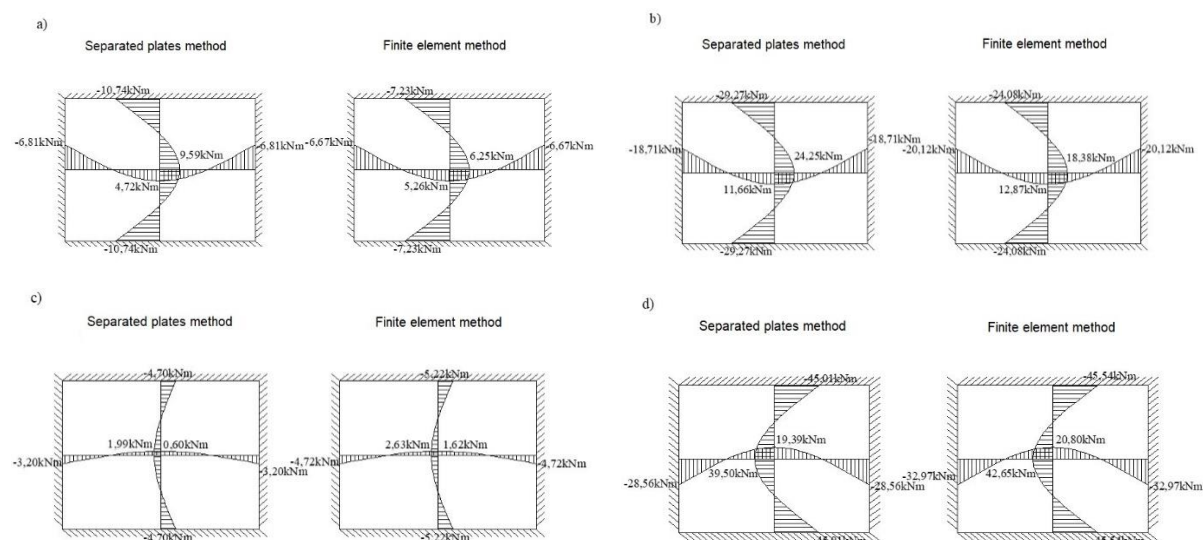 a)
Separated plates method
Finite element method
-10,74kNm
-6,81kNm
9,59kNm
-6,81kNm
4,72kNm
-10,74kNm
-7,23kNm
-6,67kNm
6,25kNm
-6,67kNm
5,26kNm
-7,23kNm
b)
Separated plates method
Finite element method
-29,27kNm
-18,71kNm
24,25kNm
-18,71kNm
11,66kNm
-29,27kNm
-24,08kNm
-20,12kNm
18,38kNm
-20,12kNm
12,87kNm
-24,08kNm
c)
Separated plates method
Finite element method
-4,70kNm
1,99kNm
0,60kNm
-3,20kNm
-3,20kNm
-4,70kNm
-5,22kNm
2,63kNm
1,62kNm
-4,72kNm
-4,72kNm
-5,22kNm
d)
Separated plates method
Finite element method
-45,01kNm
19,39kNm
39,50kNm
-28,56kNm
-28,56kNm
-45,54kNm
20,80kNm
42,65kNm
-32,97kNm
-32,97kNm